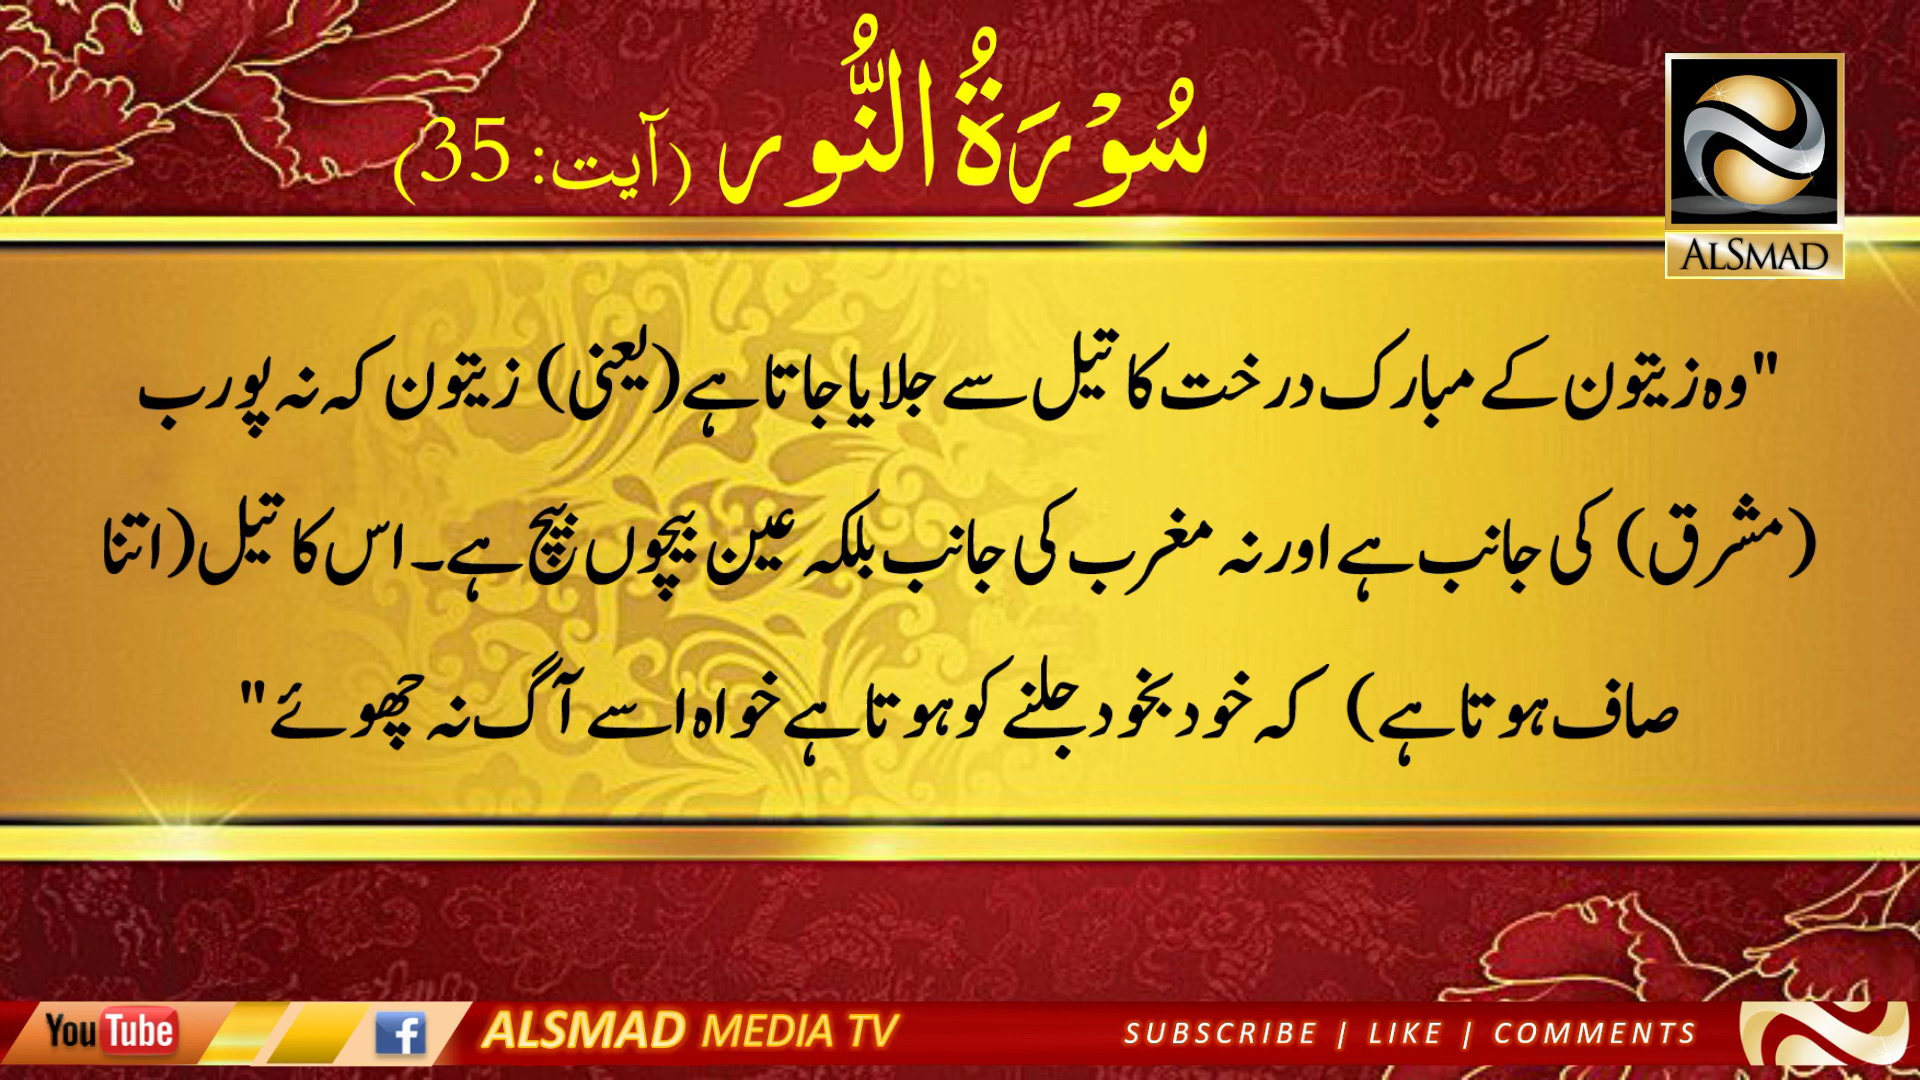 سُوْرَةُ النُّور (آیت: 35)
ALSMAD
"وہ زیتون کے مبارک درخت کا تیل سے جلایا جاتا ہے (یعنی) زیتون کہ نہ پورب
(مشرق) کی جانب ہے اور نہ مغرب کی جانب بلکہ عین بیچوں بیچ ہے۔ اس کا تیل (اتنا
صاف ہوتا ہے) کہ خود بخود جلنے کو ہوتا ہے خواہ اسے آگ نہ چھوئے"
YouTube f ALSMAD MEDIA TV SUBSCRIBE | LIKE | COMMENTS